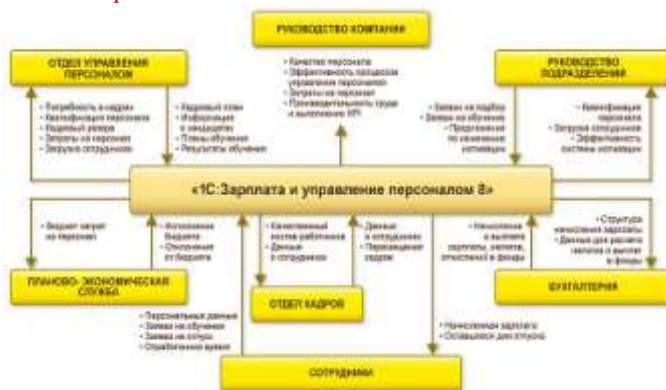 РУКОВОДСТВО КОМПАНИИ
ОТДЕЛ УПРАВЛЕНИЯ
ПЕРСОНАЛОМ
РУКОВОДСТВО
ПОДРАЗДЕЛЕНИЙ
• Качество персонала
• Эффективность процессов
управления персоналом
• Затраты на персонал
• Производительность труда
и выполнение KPI
• Потребность в кадрах
• Квалификация персонала
• Кадровый резерв
• Затраты на персонал
• Загрузка сотрудников
• Кадровый план
• Информация
о кандидатах
• Планы обучения
• Результаты обучения
• Заявки на подбор
• Заявки на обучение
• Предложения
по изменению
мотивации
• Квалификация
персонала
• Загрузка сотрудников
• Эффективность
системы мотивации
«1С:Зарплата и управление персоналом 8»
• Бюджет затрат
на персонал
• Исполнение
бюджета
• Отклонения
от бюджета
• Качественный
состав работников
• Данные
о сотрудниках
• Данные
о сотрудниках
• Перемещения
кадров
• Начисление
и выплата
зарплаты, налогов,
отчислений в фонды
• Структура
начисления зарплаты
• Данные для расчета
налогов и выплат
в фонды
ПЛАНОВО-ЭКОНОМИЧЕСКАЯ
СЛУЖБА
ОТДЕЛ КАДРОВ
БУХГАЛТЕРИЯ
• Персональные данные
• Заявка на обучение
• Заявка на отпуск
• Отработанное время
• Начисленная зарплата
• Оставшиеся дни отпуска
СОТРУДНИКИ